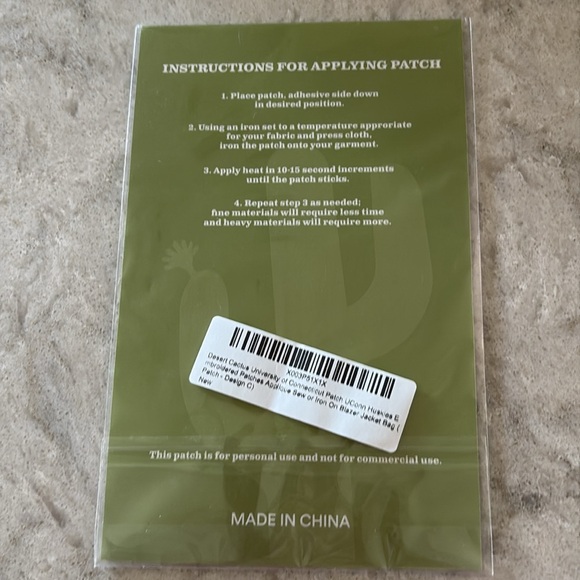 INSTRUCTIONS FOR APPLYING PATCH
1. Place patch, adhesive side down
in desired position.
2. Using an iron set to a temperature approriate
for your fabric and press cloth,
iron the patch onto your garment.
3. Apply heat in 10-15 second increments
until the patch sticks.
4. Repeat step 3 as needed;
fine materials will require less time
and heavy materials will require more.
X003P51X1X
Desert Cactus University of Connecticut Patch UConn Huskies E
mbroidered Patches Applique Sew or Iron On Blazer Jacket Bag (
Patch - Design C)
New
This patch is for personal use and not for commercial use.
MADE IN CHINA